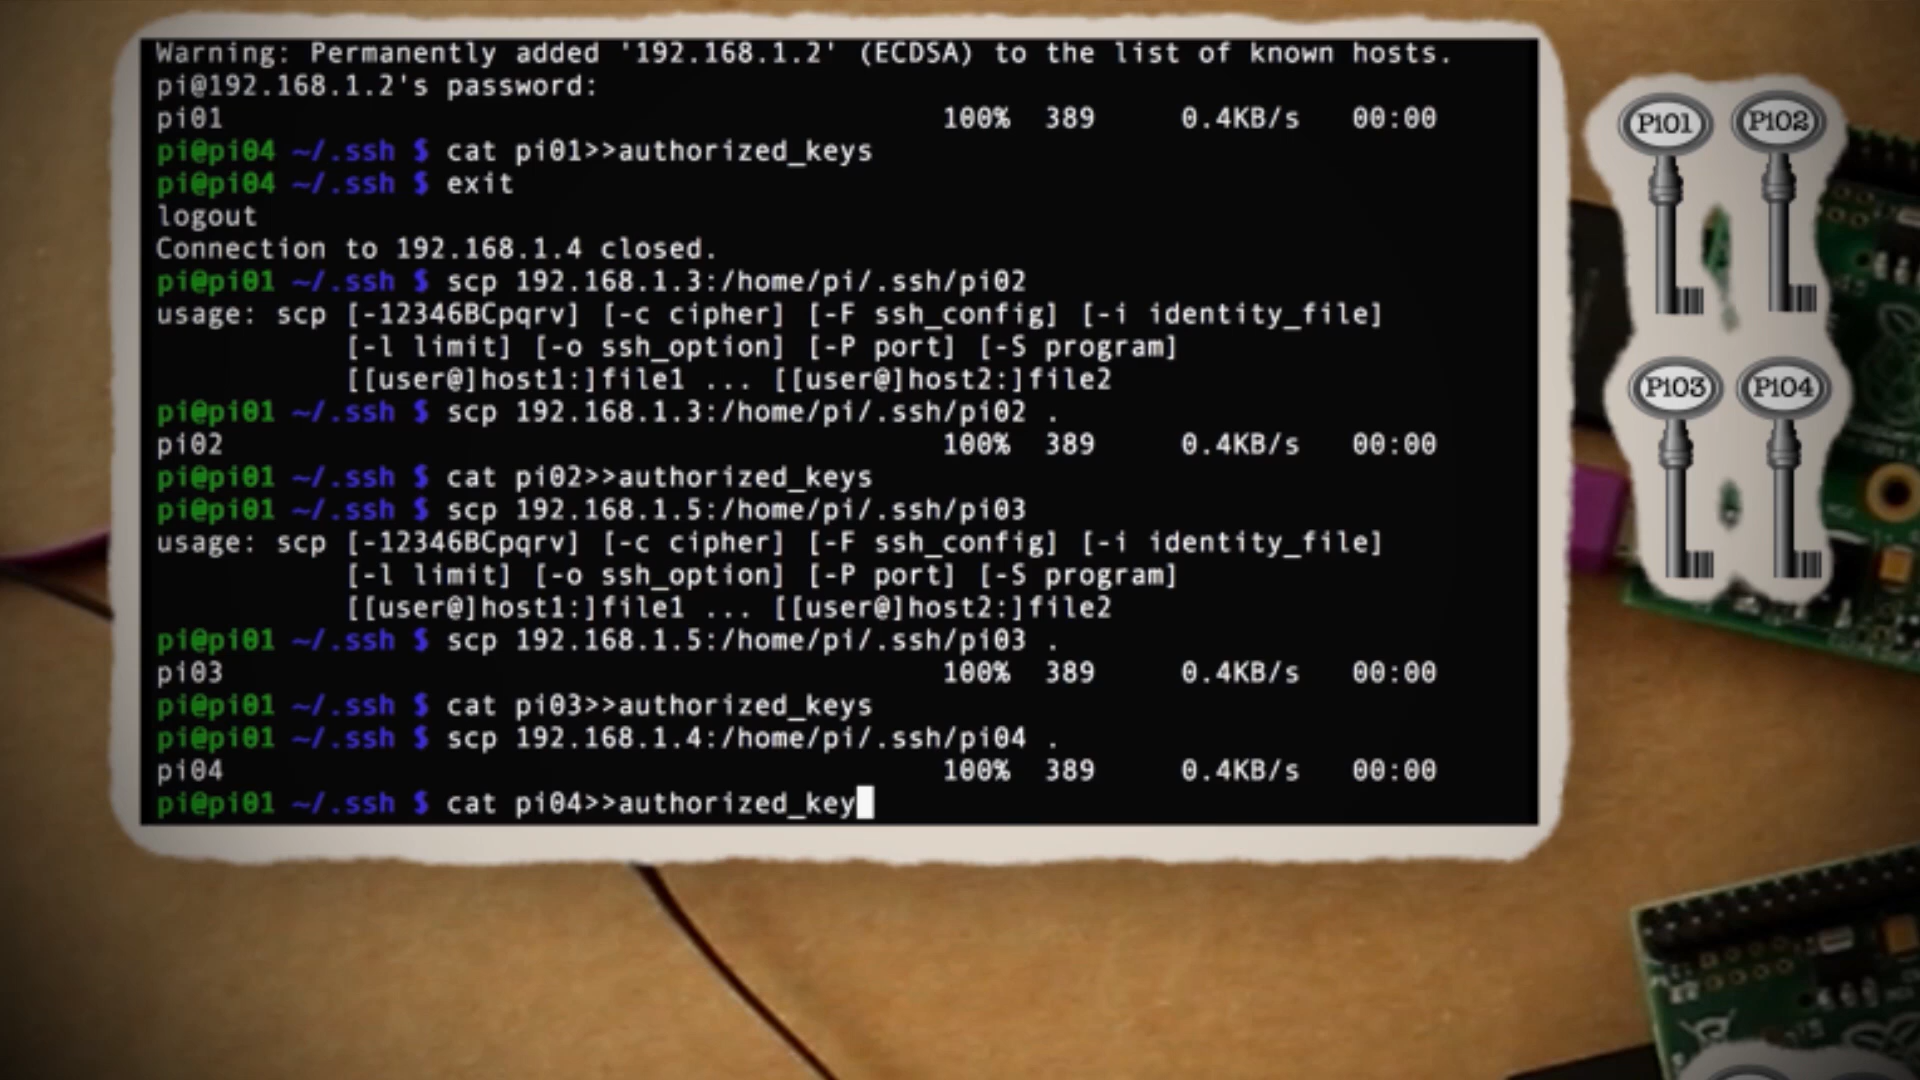 Warning: Permanently added '192.168.1.2' (ECDSA) to the list of known hosts.
pi@192.168.1.2's password:
pi01 100% 389 0.4KB/s 00:00
pi@pi04 ~/.ssh $ cat pi01>>authorized_keys
pi@pi04 ~/.ssh $ exit
logout
Connection to 192.168.1.4 closed.
pi@pi01 ~/.ssh $ scp 192.168.1.3:/home/pi/.ssh/pi02
usage: scp [-12346BCpqrv] [-c cipher] [-F ssh_config] [-i identity_file]
[-l limit] [-o ssh_option] [-P port] [-S program]
[[user@]host1:]file1 ... [[user@]host2:]file2
pi@pi01 ~/.ssh $ scp 192.168.1.3:/home/pi/.ssh/pi02 .
pi02 100% 389 0.4KB/s 00:00
pi@pi01 ~/.ssh $ cat pi02>>authorized_keys
pi@pi01 ~/.ssh $ scp 192.168.1.5:/home/pi/.ssh/pi03
usage: scp [-12346BCpqrv] [-c cipher] [-F ssh_config] [-i identity_file]
[-l limit] [-o ssh_option] [-P port] [-S program]
[[user@]host1:]file1 ... [[user@]host2:]file2
pi@pi01 ~/.ssh $ scp 192.168.1.5:/home/pi/.ssh/pi03 .
pi03 100% 389 0.4KB/s 00:00
pi@pi01 ~/.ssh $ cat pi03>>authorized_keys
pi@pi01 ~/.ssh $ scp 192.168.1.4:/home/pi/.ssh/pi04 .
pi04 100% 389 0.4KB/s 00:00
pi@pi01 ~/.ssh $ cat pi04>>authorized_key
Pi01 Pi02
Pi03 Pi04